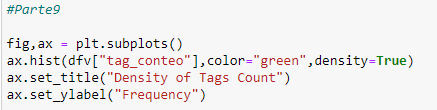 #Parte9
fig,ax = plt.subplots()
ax.hist(dfv["tag_conteo"],color="green",density=True)
ax.set_title("Density of Tags Count")
ax.set_ylabel("Frequency")